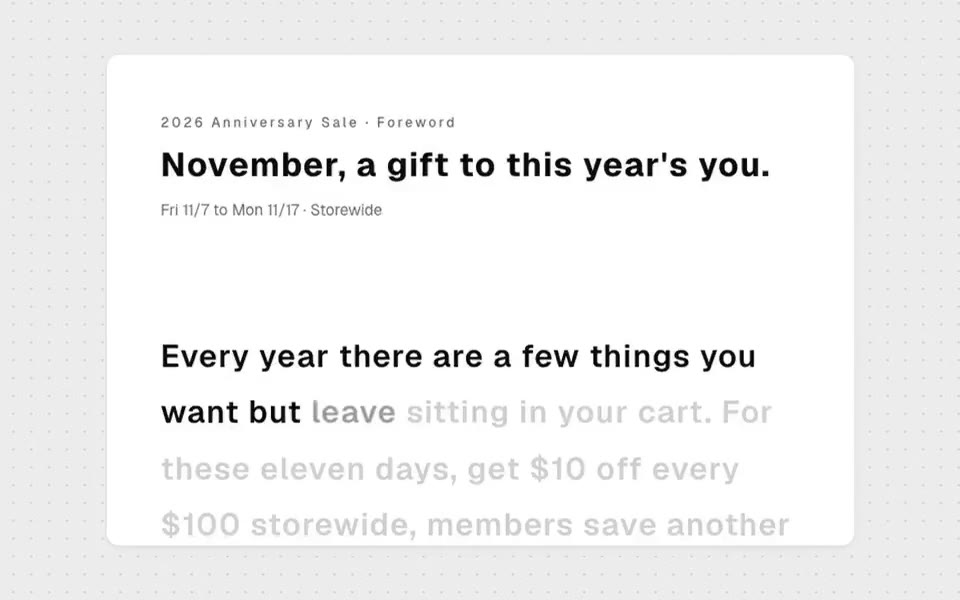 2026 Anniversary Sale · Foreword
November, a gift to this year's you.
Fri 11/7 to Mon 11/17 · Storewide
Every year there are a few things you
want but leave sitting in your cart. For
these eleven days, get $10 off every
$100 storewide, members save another